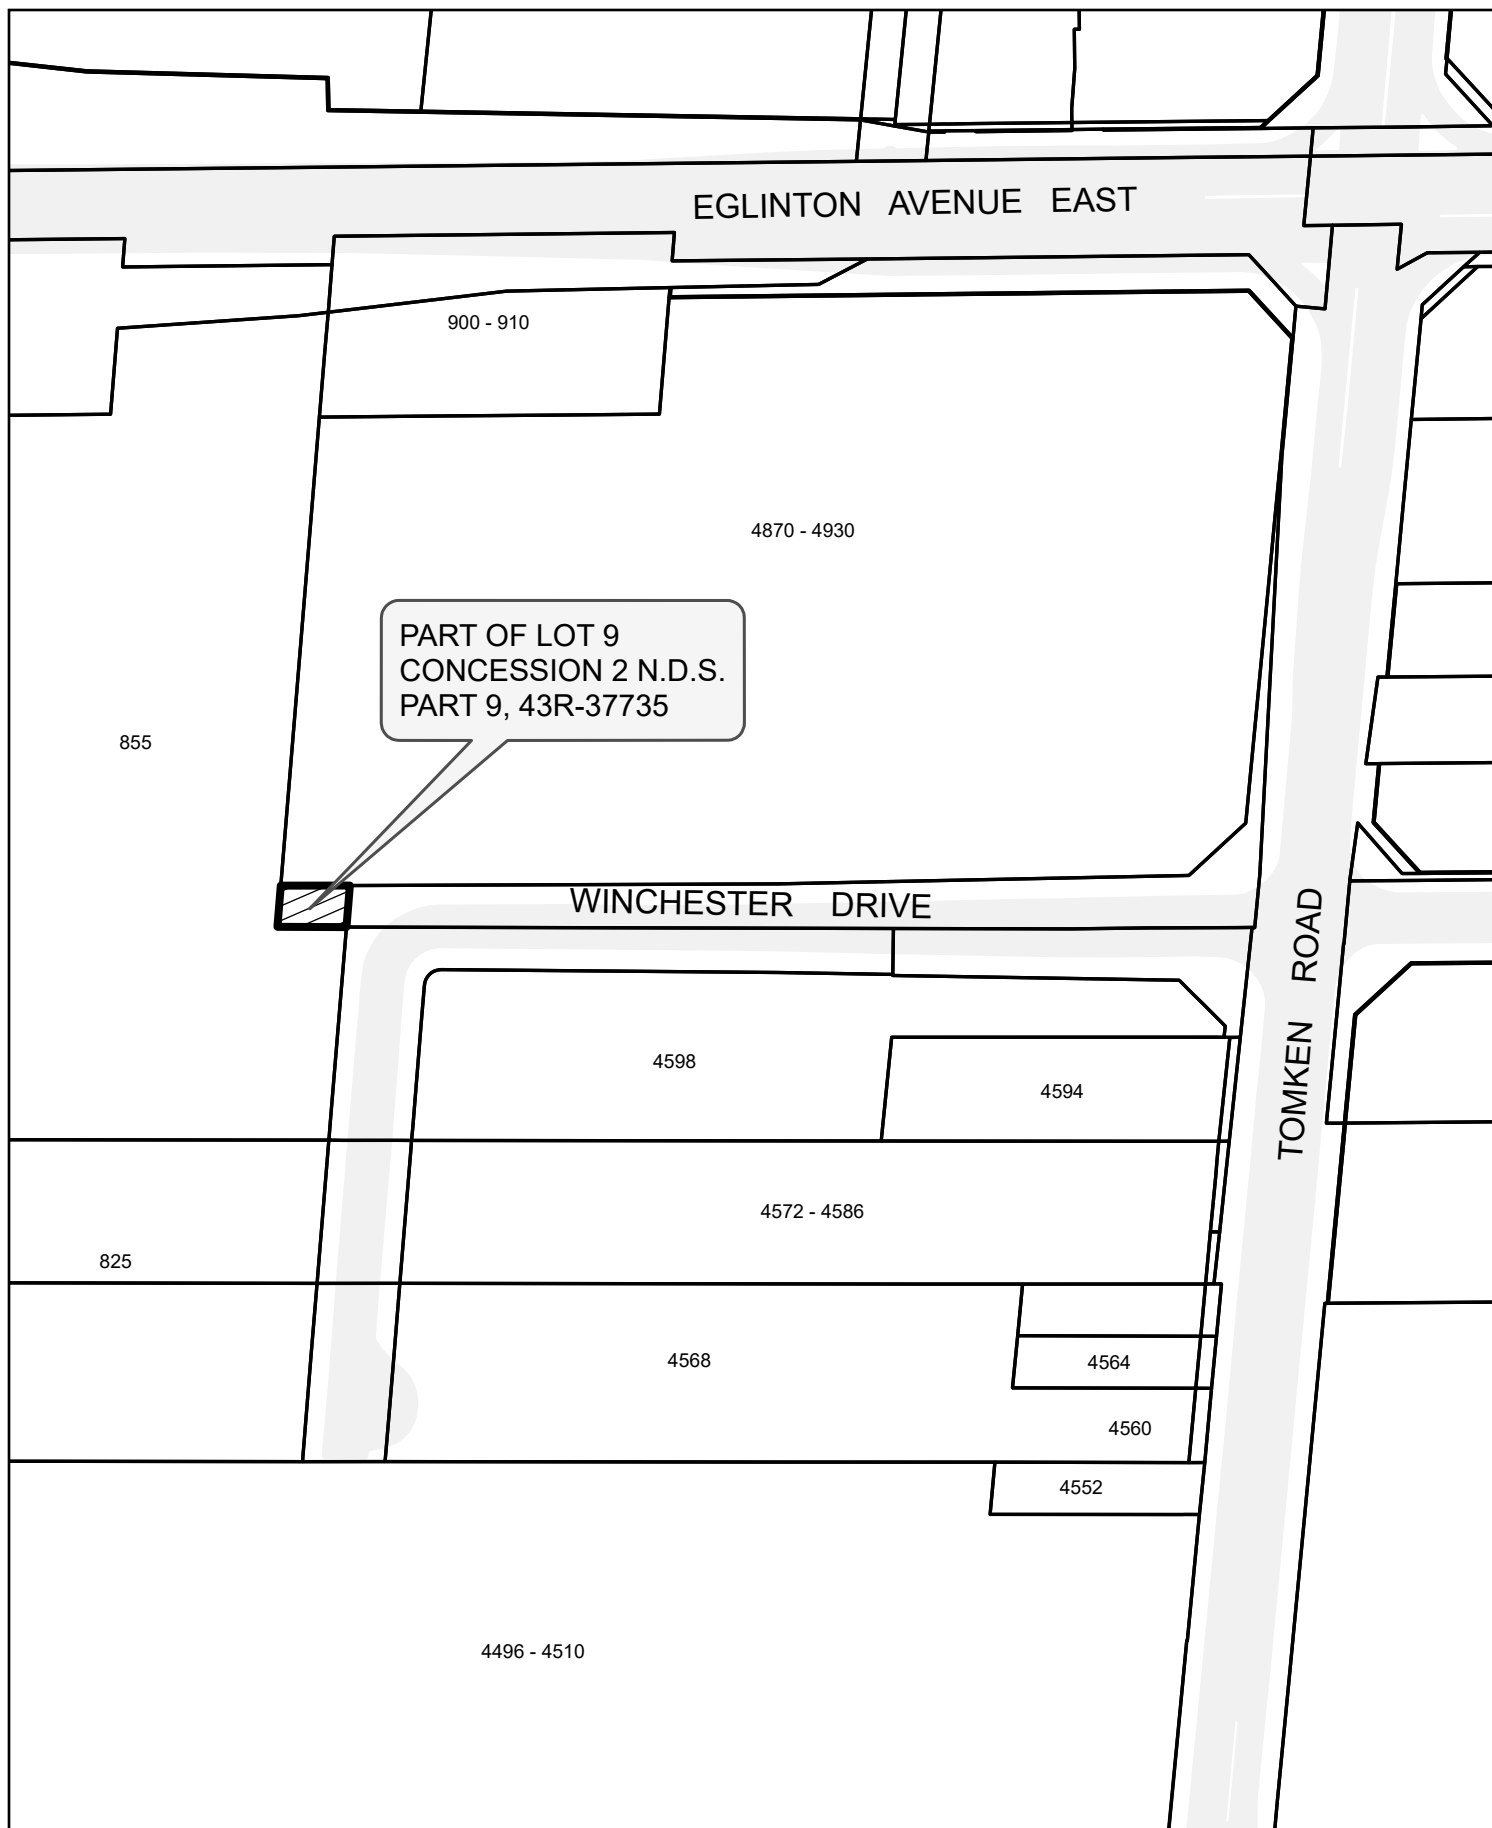 EGLINTON AVENUE EAST
900 - 910
4870 - 4930
PART OF LOT 9
CONCESSION 2 N.D.S.
PART 9, 43R-37735
855
WINCHESTER DRIVE
TOMKEN ROAD
4598
4594
4572 - 4586
825
4568
4564
4560
4552
4496 - 4510